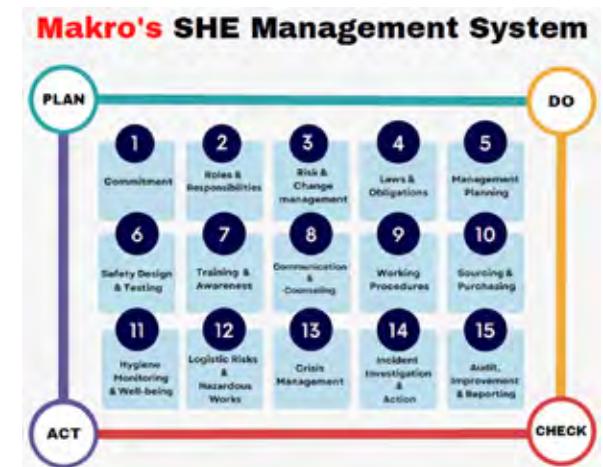 Makro's SHE Management System
PLAN
DO
1
Commitment
2
Roles &
Responsibilities
3
Risk &
Change
management
4
Laws &
Obligations
5
Management
Planning
6
Safety Design
& Testing
7
Training &
Awareness
8
Communication
&
Counseling
9
Working
Procedures
10
Sourcing &
Purchasing
11
Hygiene
Monitoring
& Well-being
12
Logistic Risks
&
Hazardous
Works
13
Crisis
Management
14
Incident
Investigation
&
Action
15
Audit,
Improvement
& Reporting
ACT
CHECK